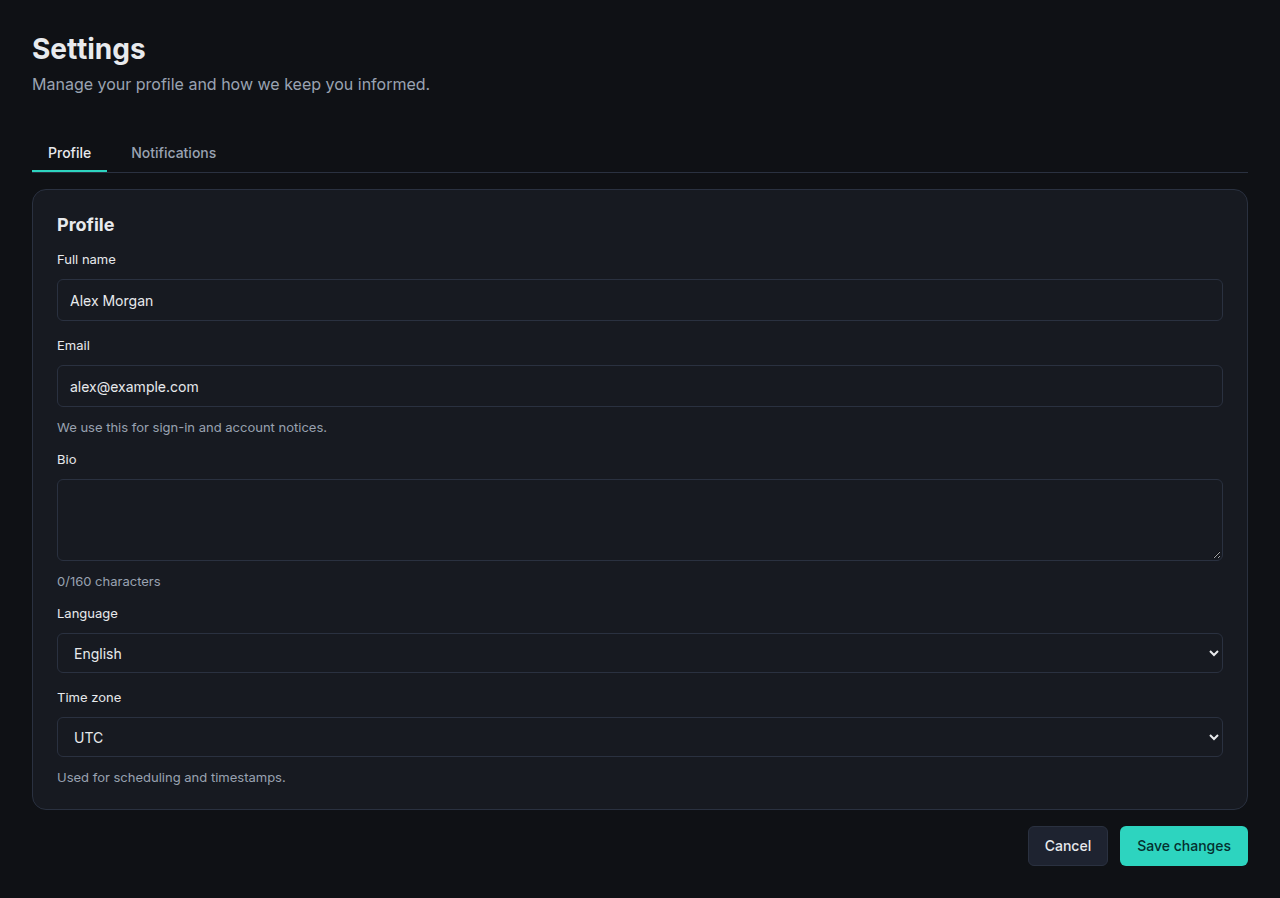 Settings
Manage your profile and how we keep you informed.
Profile
Notifications
Profile
Full name
Alex Morgan
Email
alex@example.com
We use this for sign-in and account notices.
Bio
0/160 characters
Language
English
Time zone
UTC
Used for scheduling and timestamps.
Cancel
Save changes